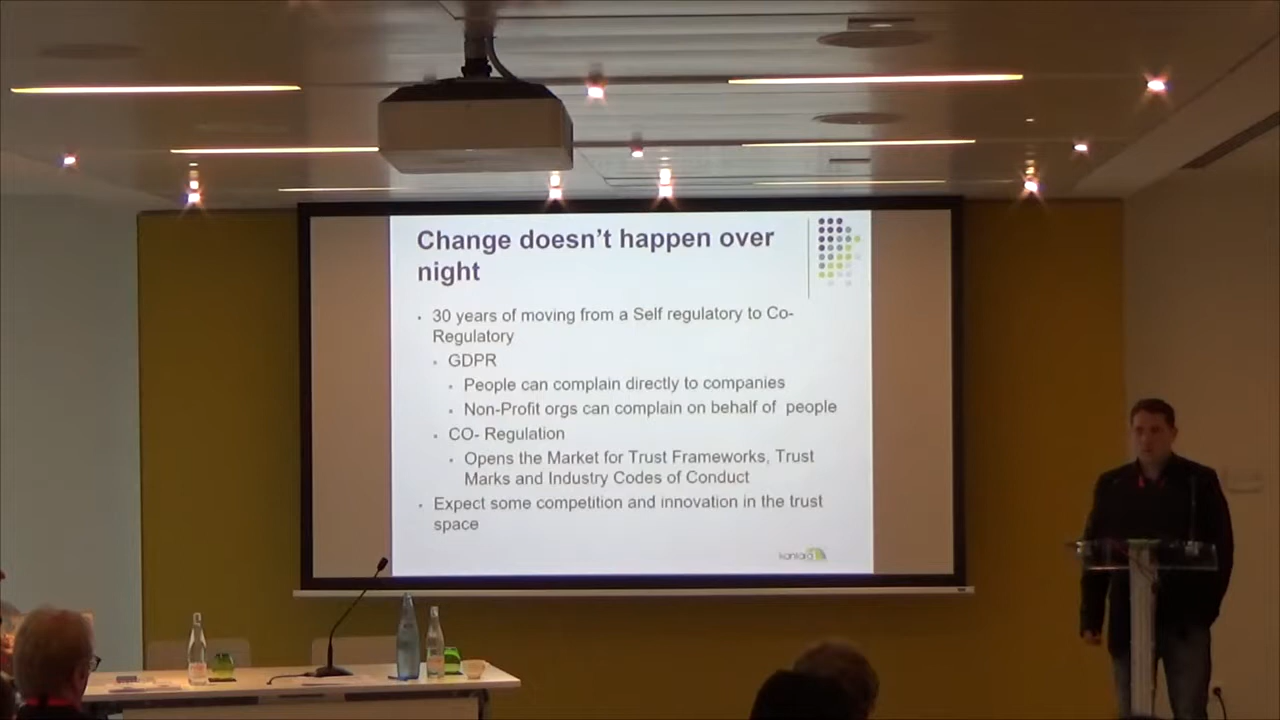 Change doesn't happen over
night
30 years of moving from a Self regulatory to Co-
Regulatory
GDPR
People can complain directly to companies
Non-Profit orgs can complain on behalf of people
CO- Regulation
Opens the Market for Trust Frameworks, Trust
Marks and Industry Codes of Conduct
Expect some competition and innovation in the trust
space
kantara